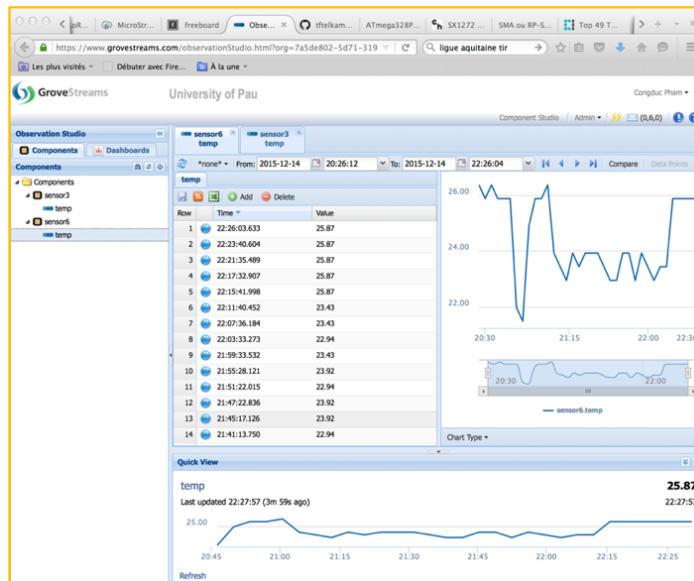 MicroStr... freeboard Obse... tftelkam... ATmega328P... SX1272 ... SMA ou RP-S... Top 49 T...
https://www.grovestreams.com/observationStudio.html?org=7a5de802-5d71-319 ligue aquitaine tir
Les plus visités Débuter avec Fire... À la une
GroveStreams University of Pau Congduc Pham
Component Studio Admin (0,6,0)
Observation Studio
Components Dashboards
Components
Components
sensor3
temp
sensor6
temp
sensor6 temp
sensor3 temp
*none* From: 2015-12-14 20:26:12 To: 2015-12-14 22:26:04 Compare Data Points
temp
Add Delete
Row Time Value
1 22:26:03.633 25.87
2 22:23:40.604 25.87
3 22:21:35.489 25.87
4 22:17:32.907 25.87
5 22:15:41.998 25.87
6 22:11:40.452 23.43
7 22:07:36.184 23.43
8 22:03:33.273 22.94
9 21:59:33.532 23.43
10 21:55:28.121 23.92
11 21:51:22.015 23.92
12 21:47:22.836 23.92
13 21:45:17.126 23.92
14 21:41:13.750 22.94
26.00
24.00
22.00
20:30 21:15 22:00 22:30
20:30 22:00
sensor6.temp
Chart Type
Quick View
temp 25.87
Last updated 22:27:57 (3m 59s ago) 22:27:57
25.00
20:45 21:00 21:15 21:30 21:45 22:00 22:15 22:25
Refresh